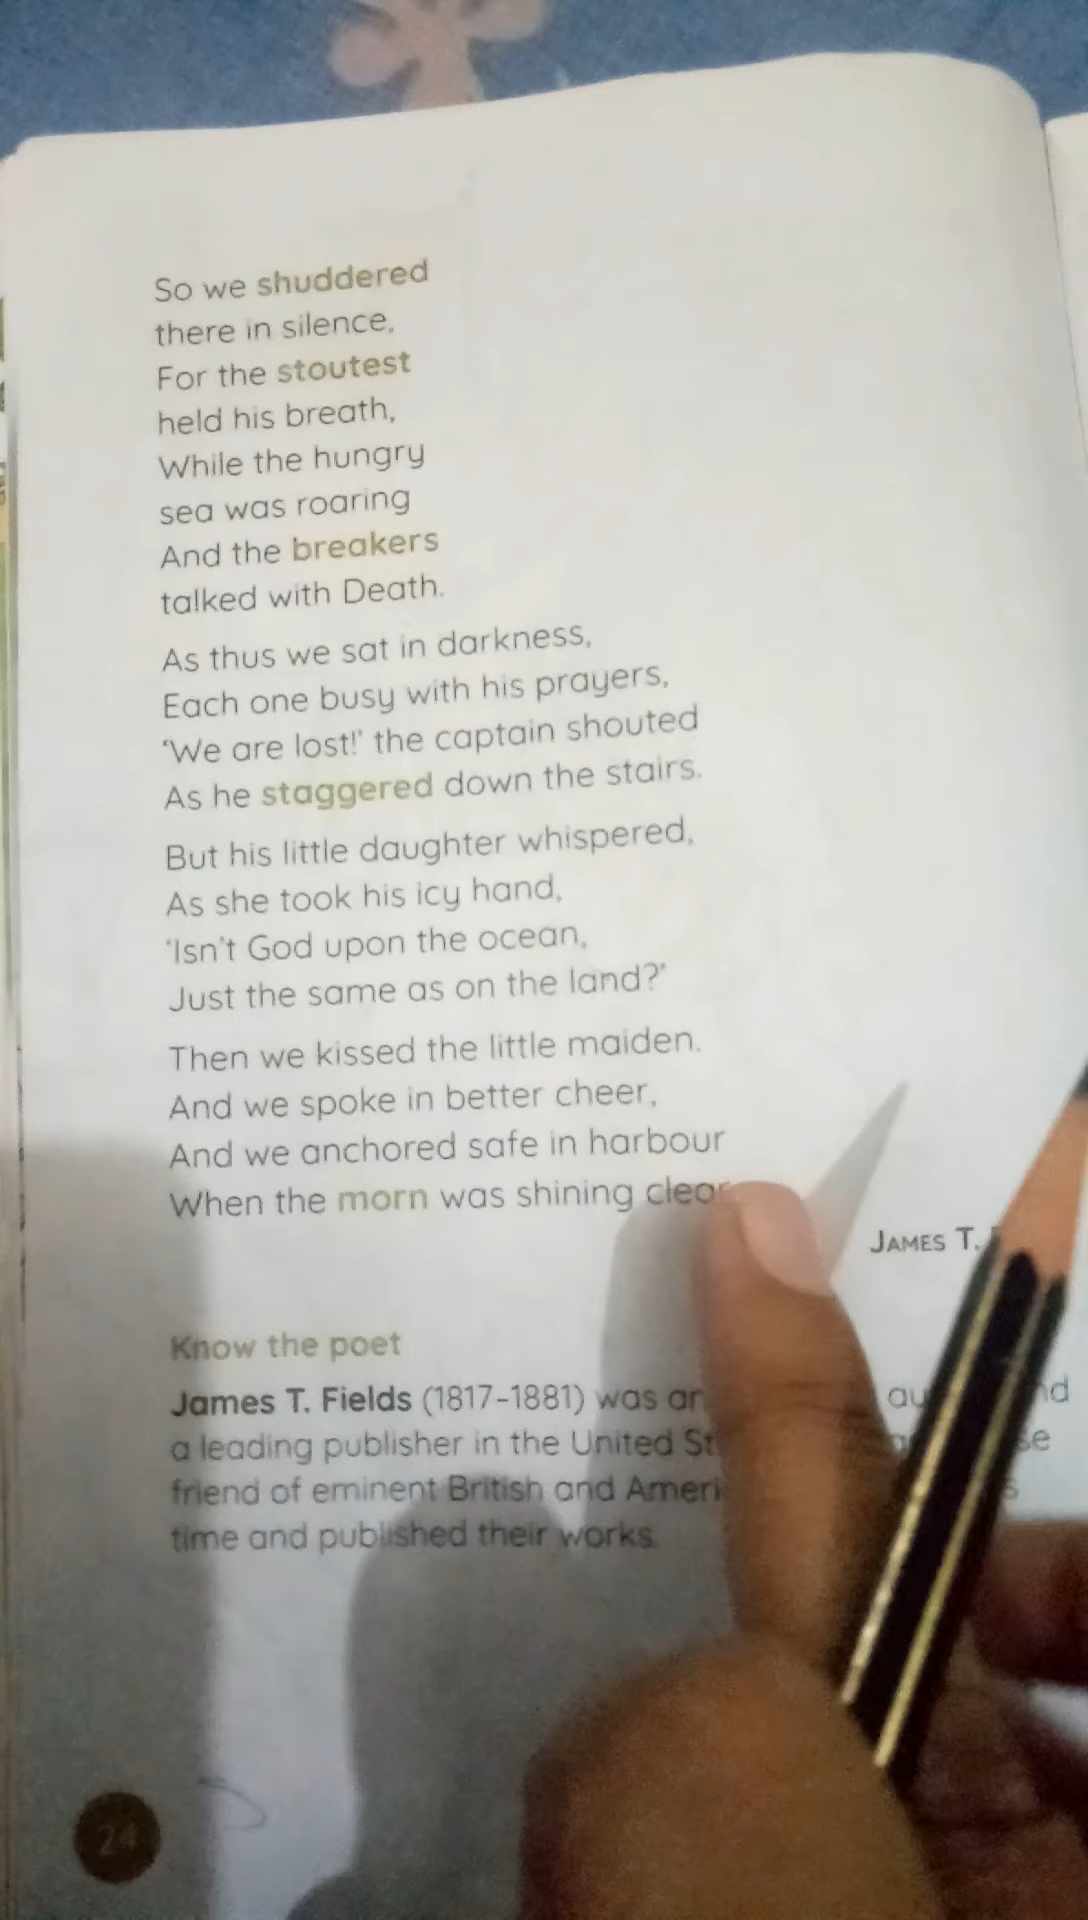 So we shuddered
there in silence,
For the stoutest
held his breath,
While the hungry
sea was roaring
And the breakers
talked with Death.
As thus we sat in darkness,
Each one busy with his prayers,
‘We are lost!’ the captain shouted
As he staggered down the stairs.
But his little daughter whispered,
As she took his icy hand,
‘Isn't God upon the ocean,
Just the same as on the land?’
Then we kissed the little maiden.
And we spoke in better cheer,
And we anchored safe in harbour
When the morn was shining clear
JAMES T.
Know the poet
James T. Fields (1817-1881) was an
a leading publisher in the United
friend of eminent British and
time and published their works.
24